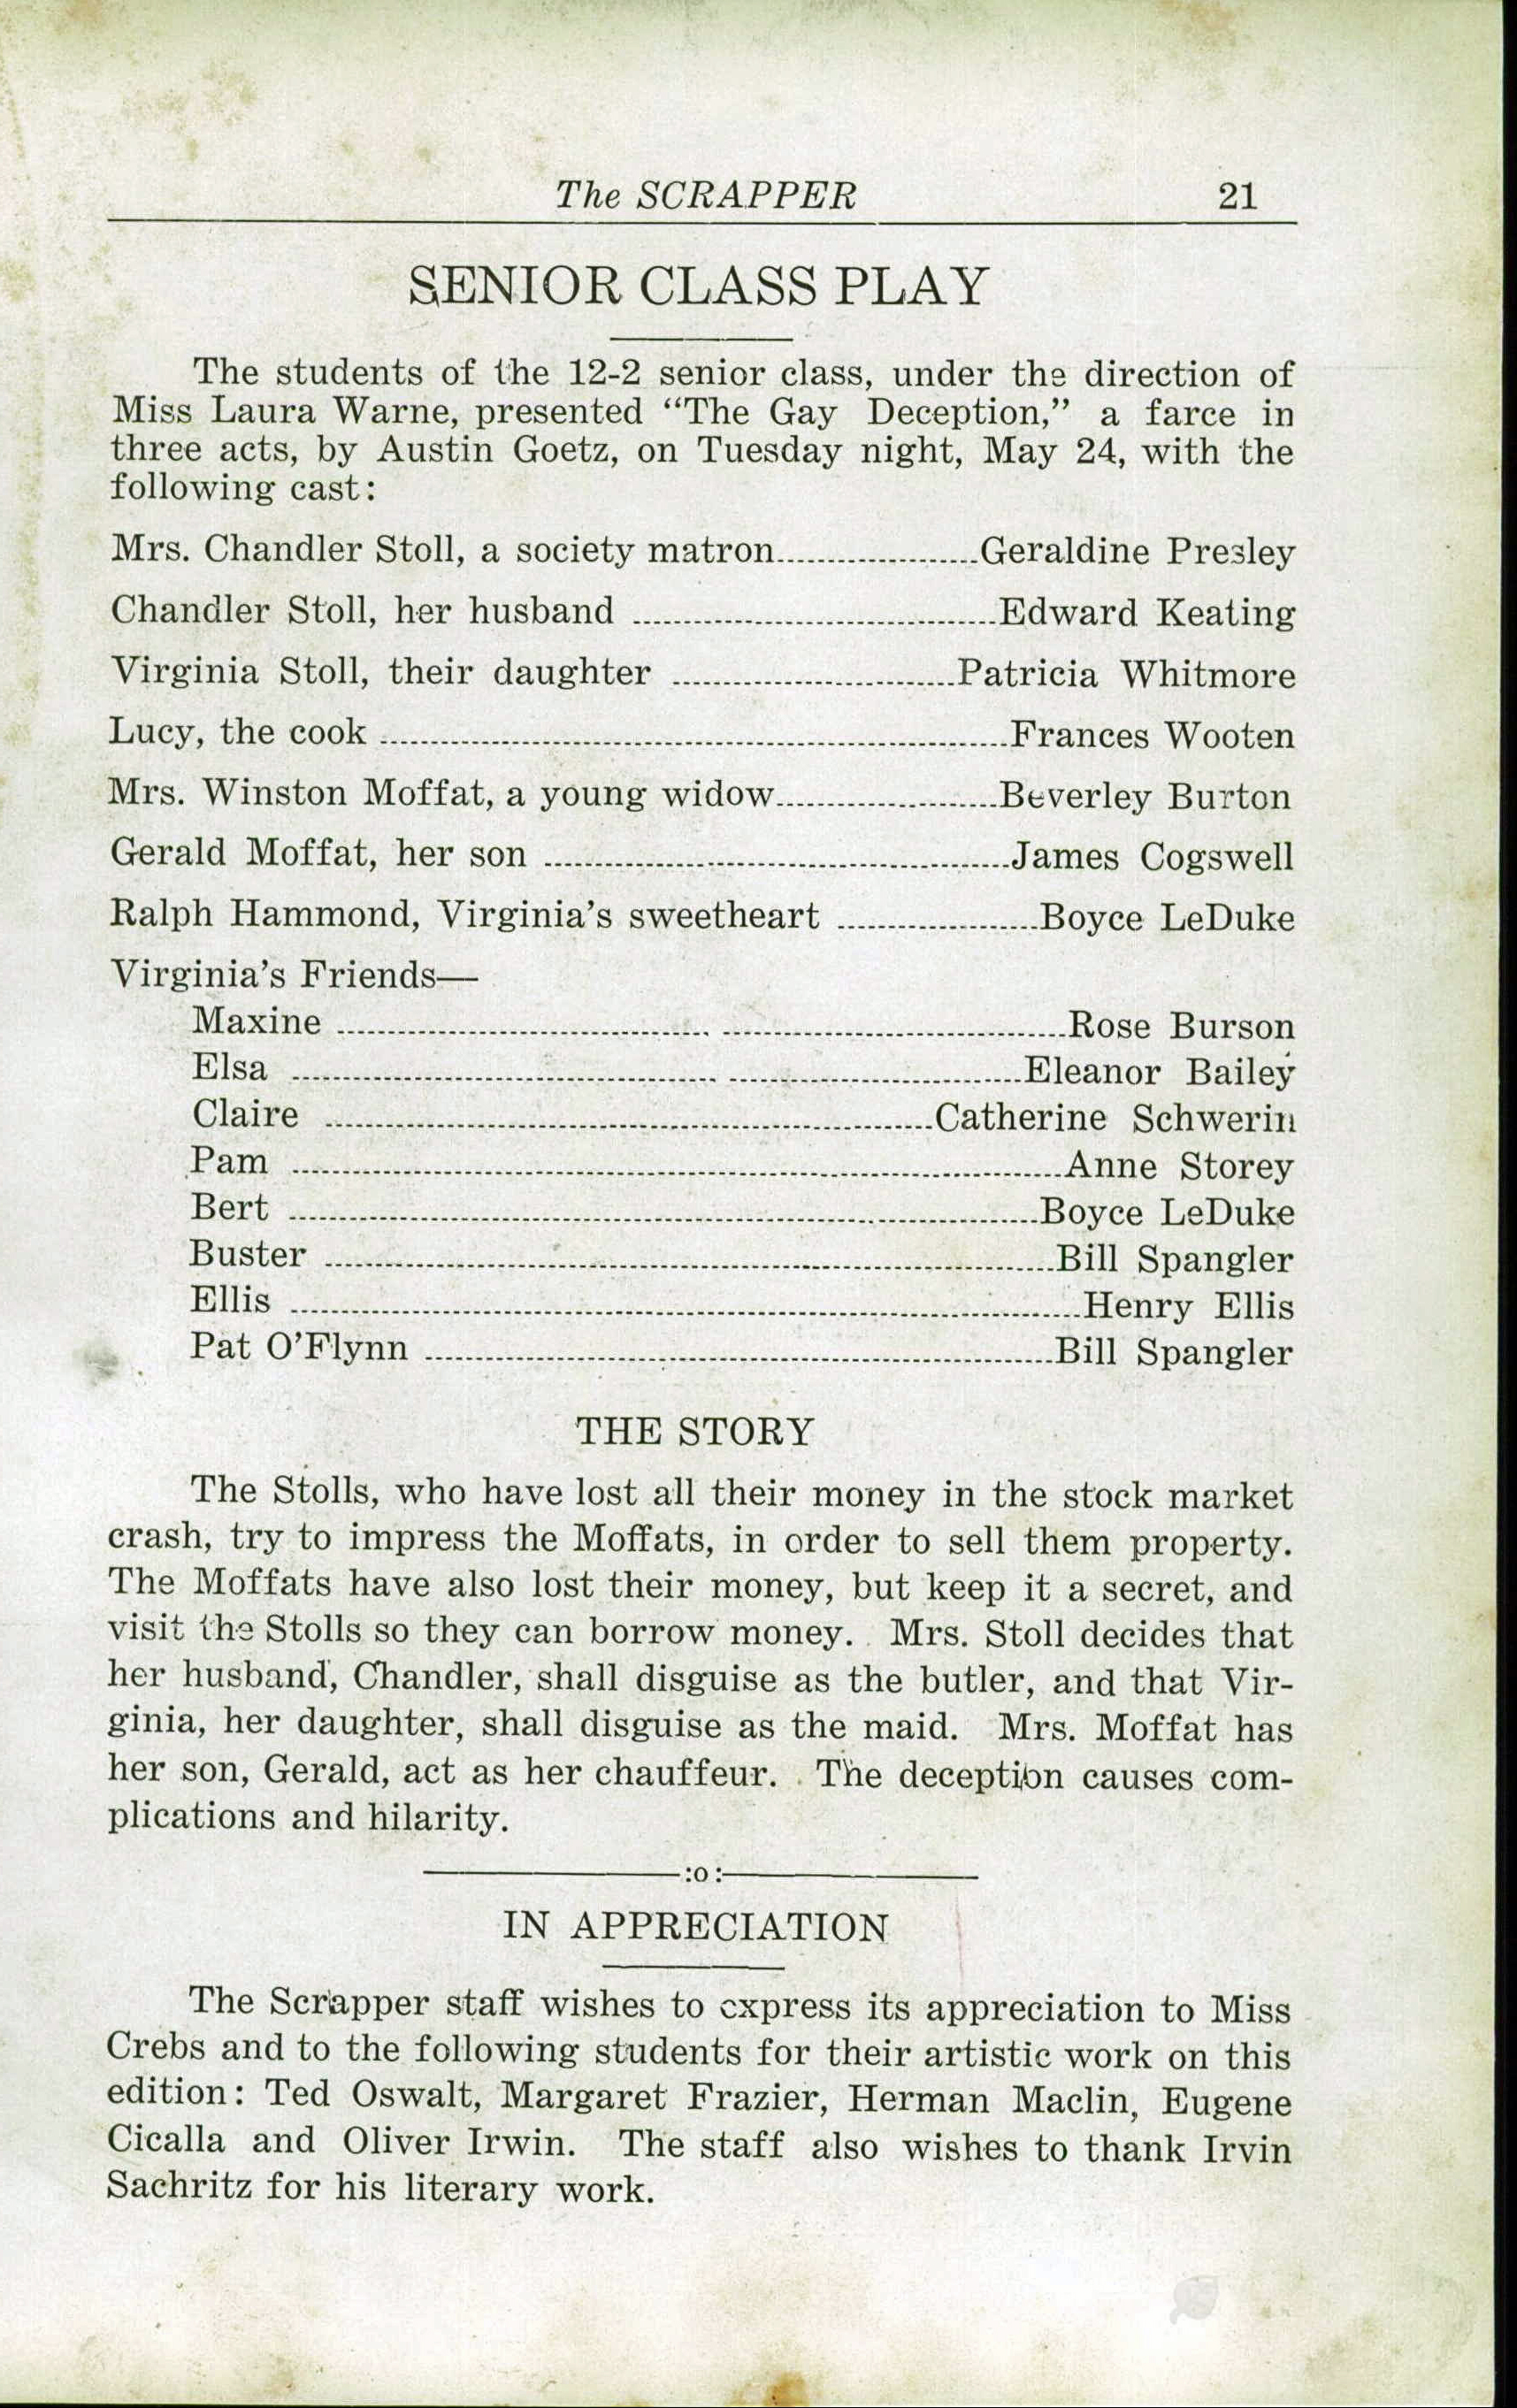 The SCRAPPER 21
SENIOR CLASS PLAY
The students of the 12-2 senior class, under the direction of
Miss Laura Warne, presented “The Gay Deception,” a farce in
three acts, by Austin Goetz, on Tuesday night, May 24, with the
following cast:
Mrs. Chandler Stoll, a society matron....................Geraldine Presley
Chandler Stoll, her husband ....................Edward Keating
Virginia Stoll, their daughter ....................Patricia Whitmore
Lucy, the cook ....................Frances Wooten
Mrs. Winston Moffat, a young widow....................Beverley Burton
Gerald Moffat, her son ....................James Cogswell
Ralph Hammond, Virginia’s sweetheart ....................Boyce LeDuke
Virginia’s Friends—
Maxine ....................Rose Burson
Elsa ....................Eleanor Bailey
Claire ....................Catherine Schwerin
Pam ....................Anne Storey
Bert ....................Boyce LeDuke
Buster ....................Bill Spangler
Ellis ....................Henry Ellis
Pat O’Flynn ....................Bill Spangler
THE STORY
The Stolls, who have lost all their money in the stock market
crash, try to impress the Moffats, in order to sell them property.
The Moffats have also lost their money, but keep it a secret, and
visit the Stolls so they can borrow money. Mrs. Stoll decides that
her husband, Chandler, shall disguise as the butler, and that Vir-
ginia, her daughter, shall disguise as the maid. Mrs. Moffat has
her son, Gerald, act as her chauffeur. The deception causes com-
plications and hilarity.
:o:
IN APPRECIATION
The Scrapper staff wishes to express its appreciation to Miss
Crebs and to the following students for their artistic work on this
edition: Ted Oswalt, Margaret Frazier, Herman Maclin, Eugene
Cicalla and Oliver Irwin. The staff also wishes to thank Irvin
Sachritz for his literary work.